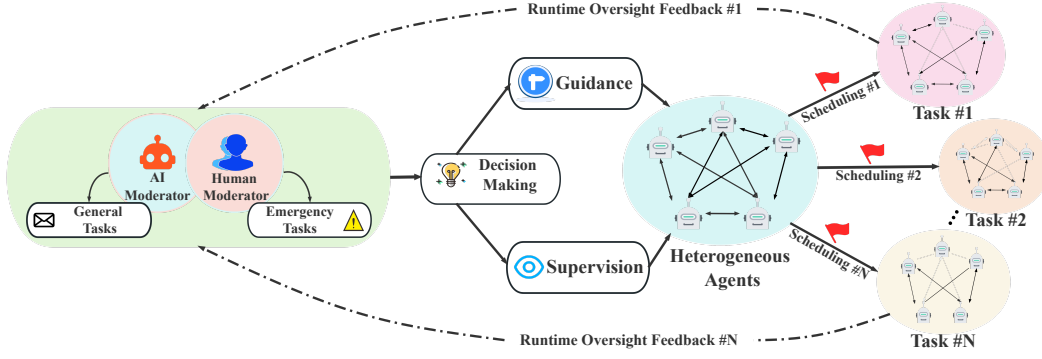 Runtime Oversight Feedback #1
Guidance
Scheduling #1
Task #1
AI
Moderator
Human
Moderator
General
Tasks
Emergency
Tasks
Decision
Making
Scheduling #2
Task #2
Supervision
Heterogeneous
Agents
Scheduling #N
Task #N
Runtime Oversight Feedback #N